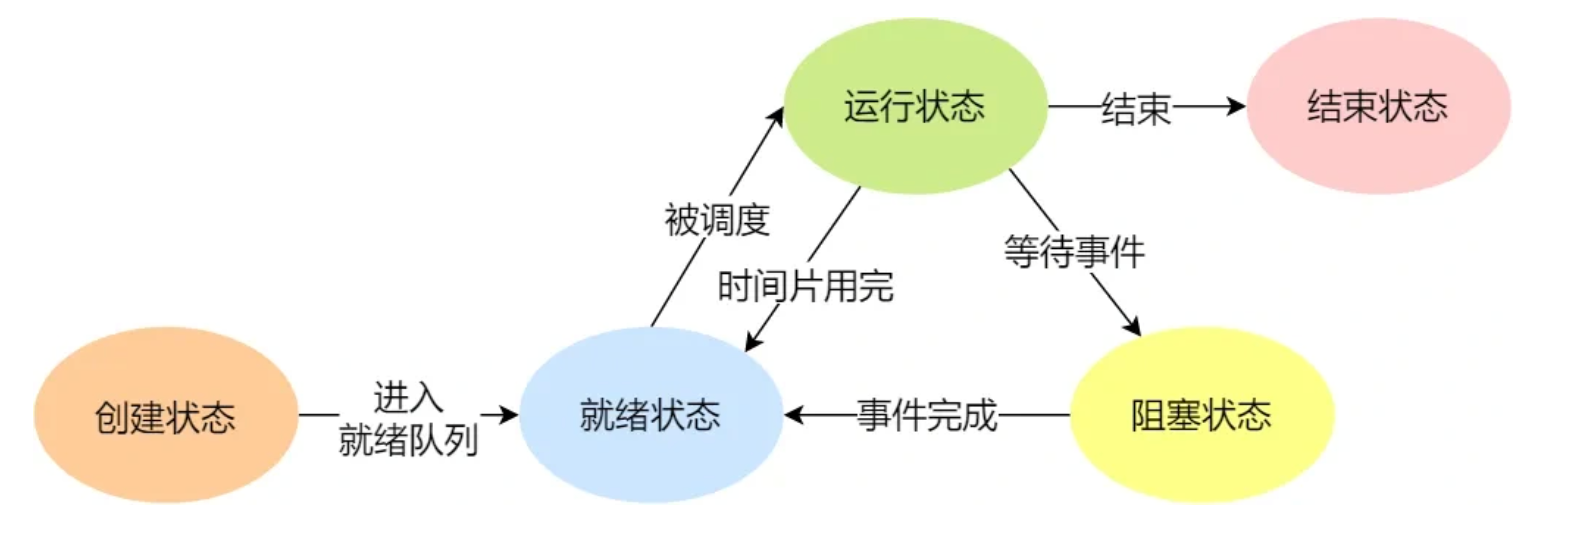 运行状态
结束
结束状态
被调度
等待事件
时间片用完
创建状态
进入
就绪队列
就绪状态
事件完成
阻塞状态